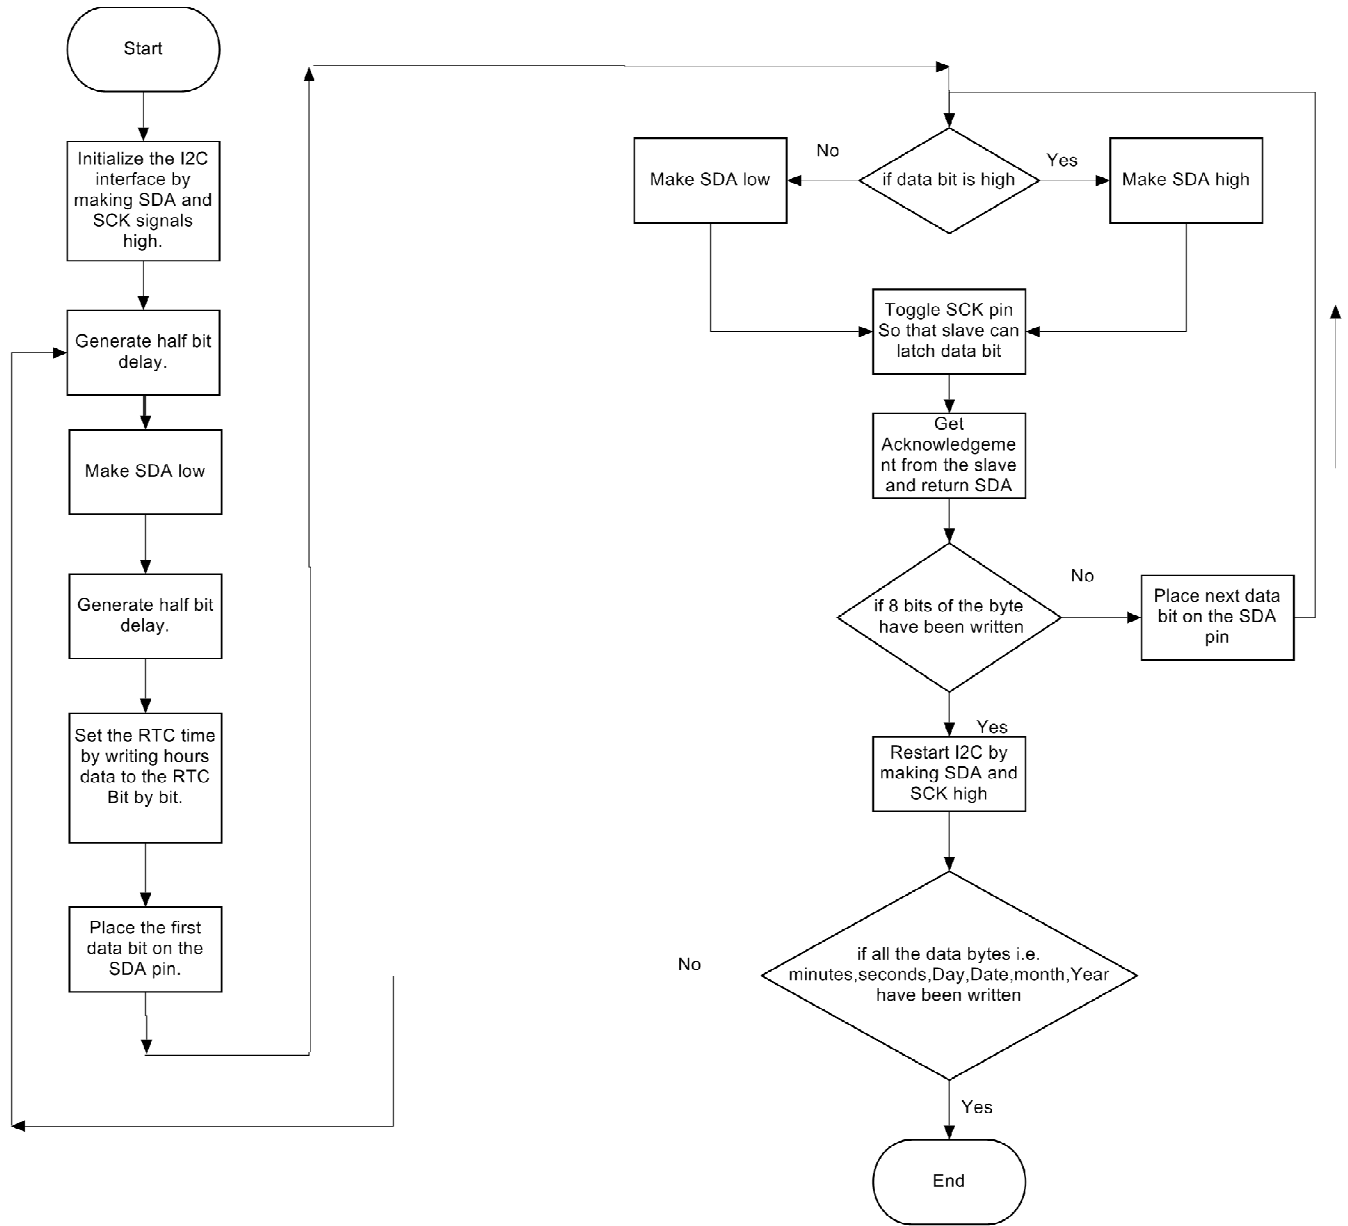 Start
Initialize the I2C
interface by
making SDA and
SCK signals
high.
Generate half bit
delay.
Make SDA low
Generate half bit
delay.
Set the RTC time
by writing hours
data to the RTC
Bit by bit.
Place the first
data bit on the
SDA pin.
No
Yes
Make SDA low
if data bit is high
Make SDA high
Toggle SCK pin
So that slave can
latch data bit
Get
Acknowledgeme
nt from the slave
and return SDA
if 8 bits of the byte
have been written
No
Place next data
bit on the SDA
pin
Yes
Restart I2C by
making SDA and
SCK high
if all the data bytes i.e.
minutes,seconds,Day,Date,month,Year
have been written
No
Yes
End